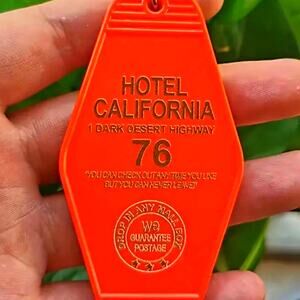 HOTEL
CALIFORNIA
1 DARK DESERT HIGHWAY
76
"YOU CAN CHECK OUT ANY TIME YOU LIKE
BUT YOU CAN NEVER LEAVE!"
DROP IN ANY MAIL BOX
We
GUARANTEE
POSTAGE